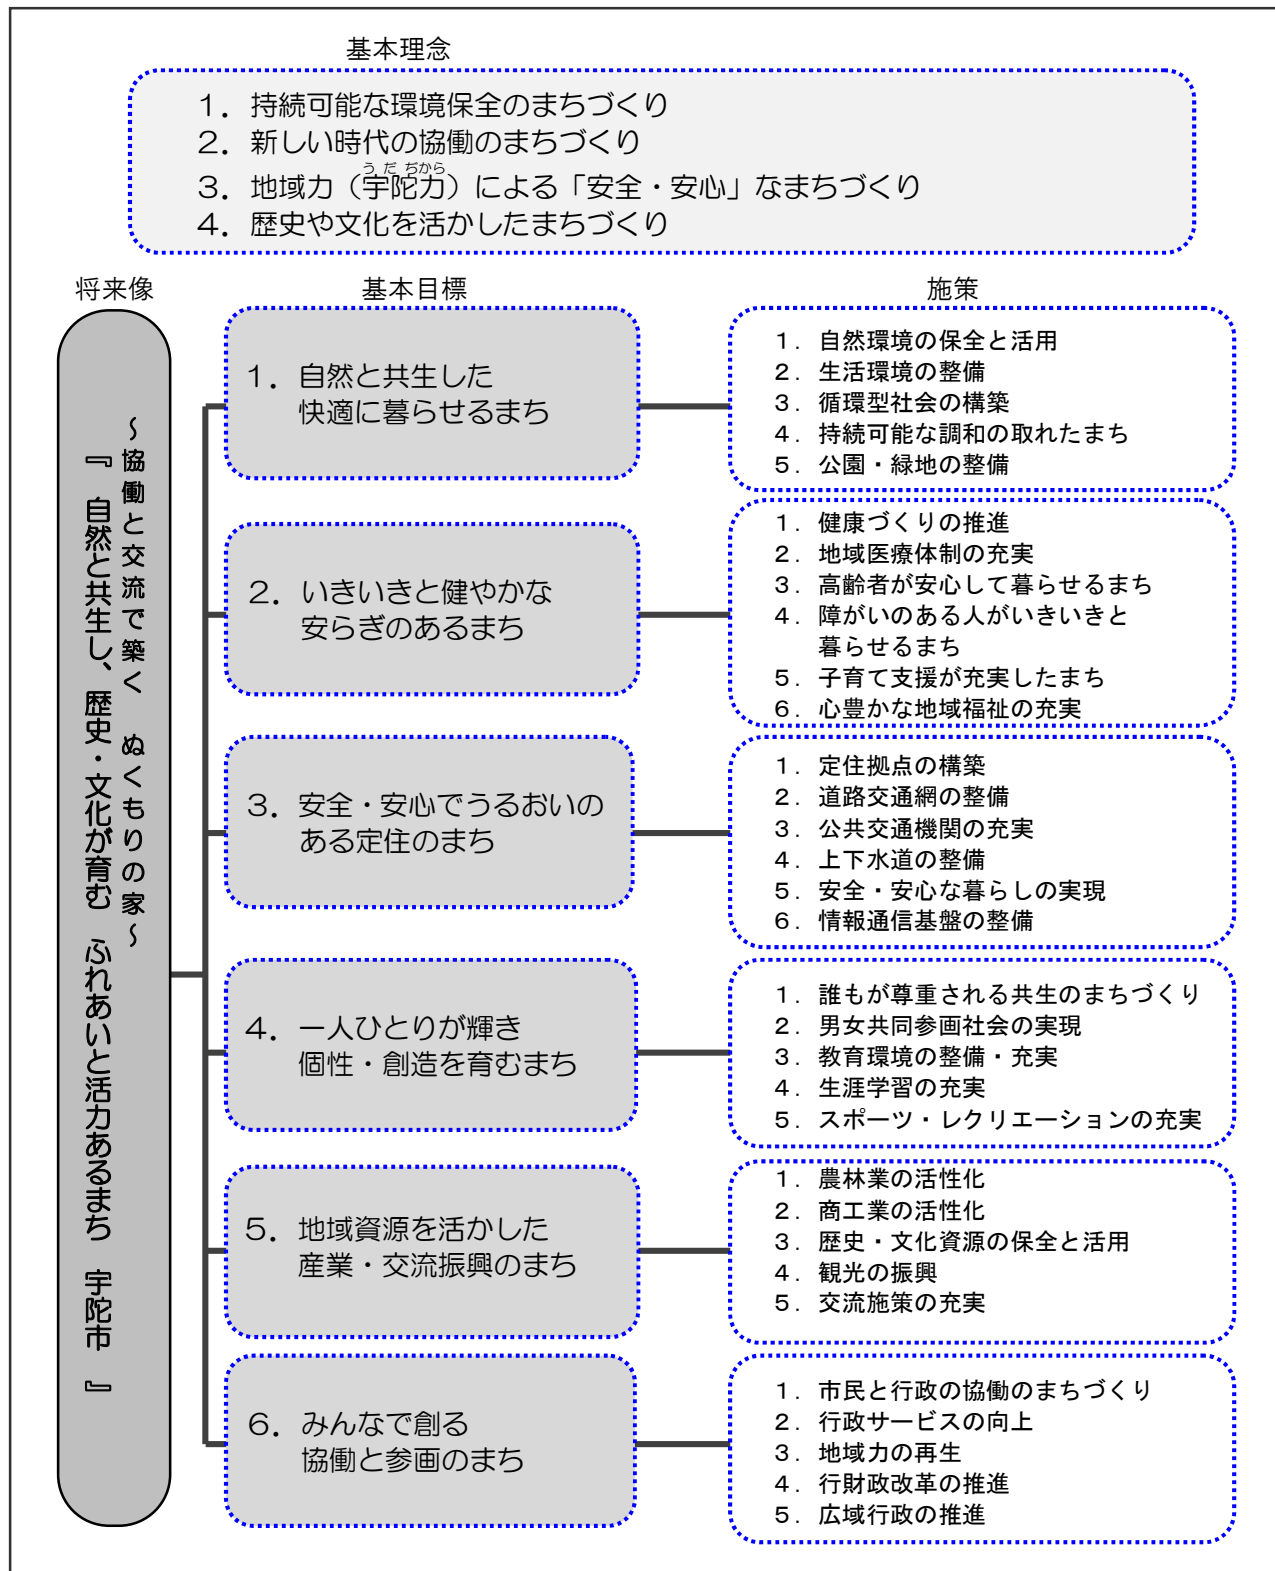 基本理念
1．持続可能な環境保全のまちづくり
2．新しい時代の協働のまちづくり
うだぢから
3．地域力（宇陀力）による「安全・安心」なまちづくり
4．歴史や文化を活かしたまちづくり
将来像
～協働と交流で築く　ぬくもりの家～
『　自然と共生し、歴史・文化が育む　ふれあいと活力あるまち　宇陀市　』
基本目標
施策
1．自然と共生した
快適に暮らせるまち
1．自然環境の保全と活用
2．生活環境の整備
3．循環型社会の構築
4．持続可能な調和の取れたまち
5．公園・緑地の整備
2．いきいきと健やかな
安らぎのあるまち
1．健康づくりの推進
2．地域医療体制の充実
3．高齢者が安心して暮らせるまち
4．障がいのある人がいきいきと
暮らせるまち
5．子育て支援が充実したまち
6．心豊かな地域福祉の充実
3．安全・安心でうるおいの
ある定住のまち
1．定住拠点の構築
2．道路交通網の整備
3．公共交通機関の充実
4．上下水道の整備
5．安全・安心な暮らしの実現
6．情報通信基盤の整備
4．一人ひとりが輝き
個性・創造を育むまち
1．誰もが尊重される共生のまちづくり
2．男女共同参画社会の実現
3．教育環境の整備・充実
4．生涯学習の充実
5．スポーツ・レクリエーションの充実
5．地域資源を活かした
産業・交流振興のまち
1．農林業の活性化
2．商工業の活性化
3．歴史・文化資源の保全と活用
4．観光の振興
5．交流施策の充実
6．みんなで創る
協働と参画のまち
1．市民と行政の協働のまちづくり
2．行政サービスの向上
3．地域力の再生
4．行財政改革の推進
5．広域行政の推進